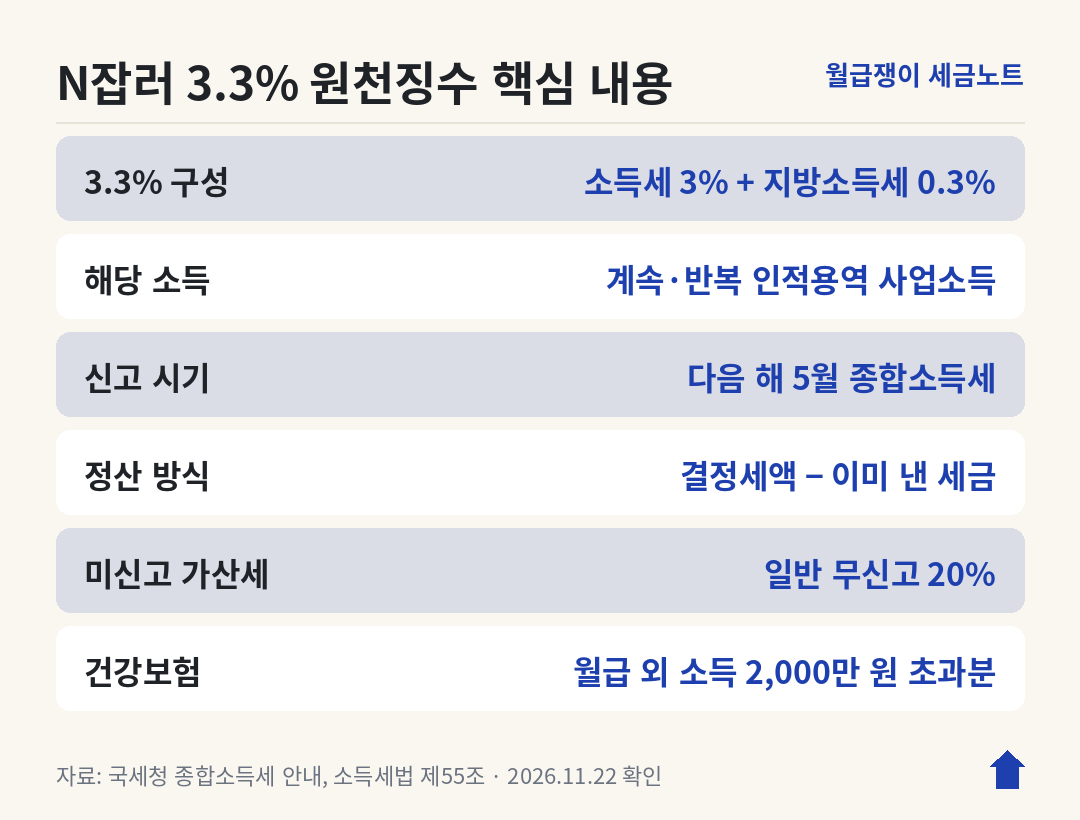 N잡러 3.3% 원천징수 핵심 내용
월급쟁이 세금노트
3.3% 구성 소득세 3% + 지방소득세 0.3%
해당 소득 계속·반복 인적용역 사업소득
신고 시기 다음 해 5월 종합소득세
정산 방식 결정세액 − 이미 낸 세금
미신고 가산세 일반 무신고 20%
건강보험 월급 외 소득 2,000만 원 초과분
자료: 국세청 종합소득세 안내, 소득세법 제55조 · 2026.11.22 확인